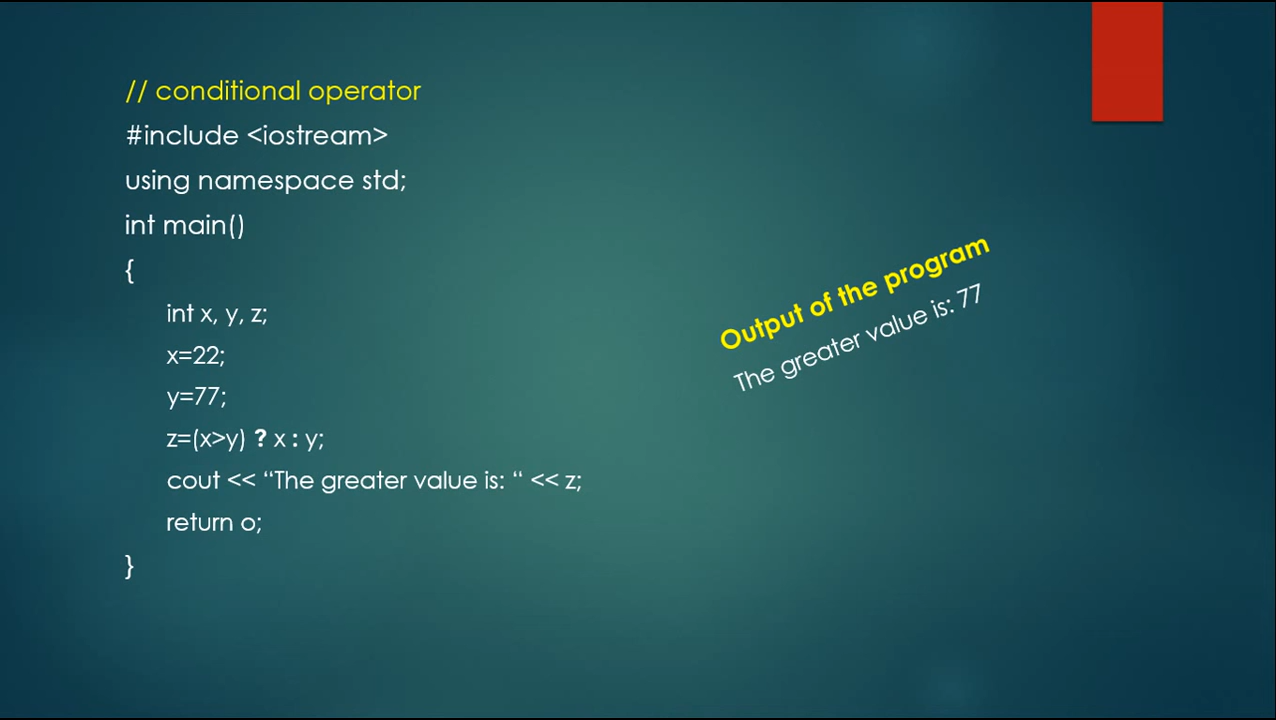 // conditional operator
#include <iostream>
using namespace std;
int main()
{
int x, y, z;
x=22;
y=77;
z=(x>y) ? x : y;
cout << “The greater value is: “ << z;
return o;
}
Output of the program
The greater value is: 77